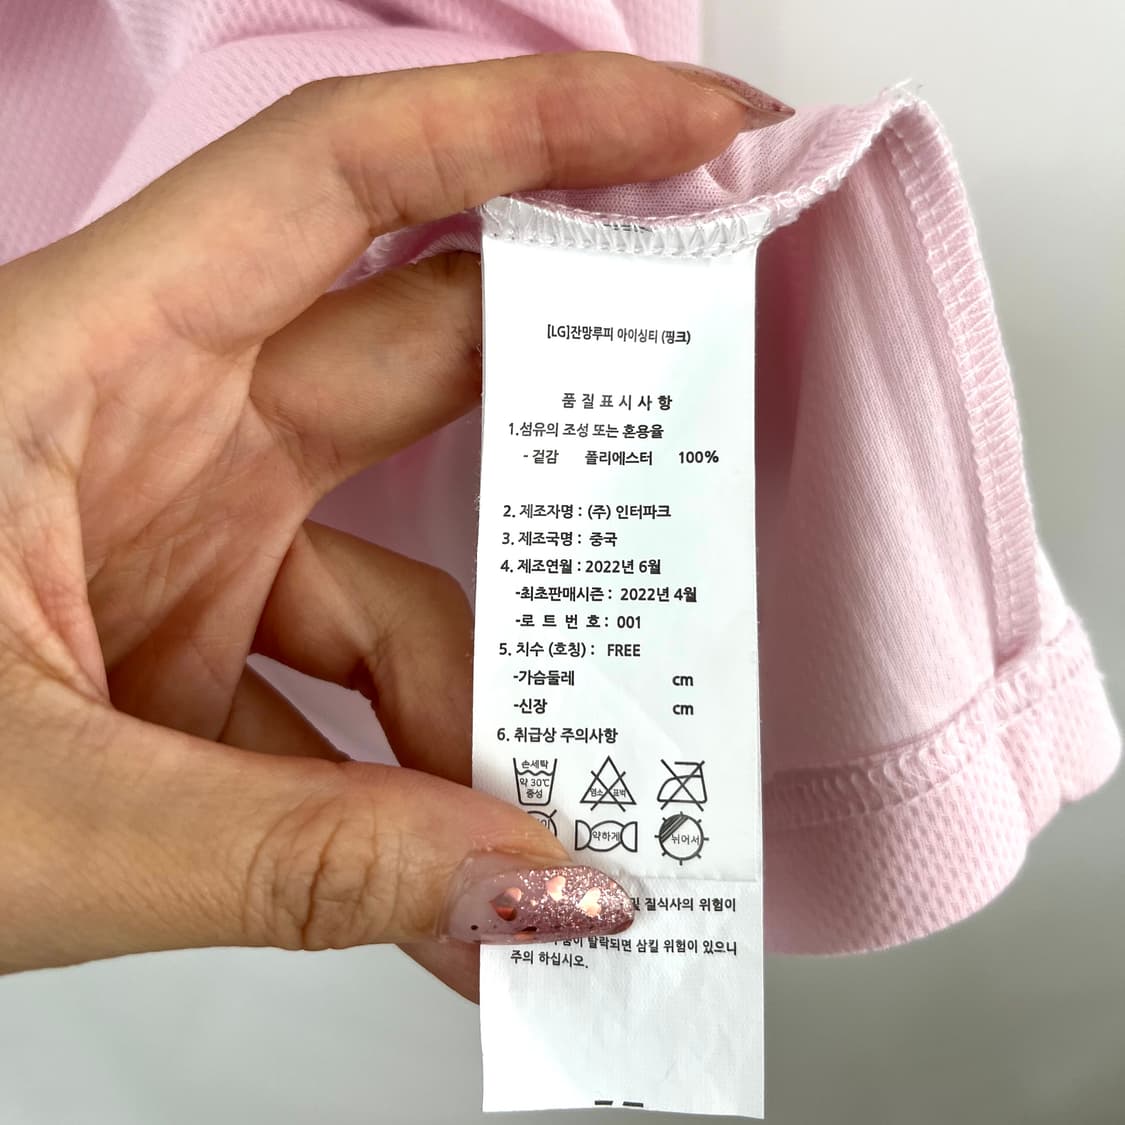 [LG]잔망루피 아이싱티 (핑크)
품 질 표 시 사 항
1.섬유의 조성 또는 혼용율
- 겉감 폴리에스터 100%
2. 제조자명 : (주) 인터파크
3. 제조국명 : 중국
4. 제조연월 : 2022년 6월
-최초판매시즌 : 2022년 4월
-로 트 번 호 : 001
5. 치수 (호칭) : FREE
-가슴둘레 cm
-신장 cm
6. 취급상 주의사항
손세탁
약 30℃
중성
염소 표백
약하게
뉘어서
및 질식사의 위험이
탈락되면 삼킬 위험이 있으니
주의 하십시오.